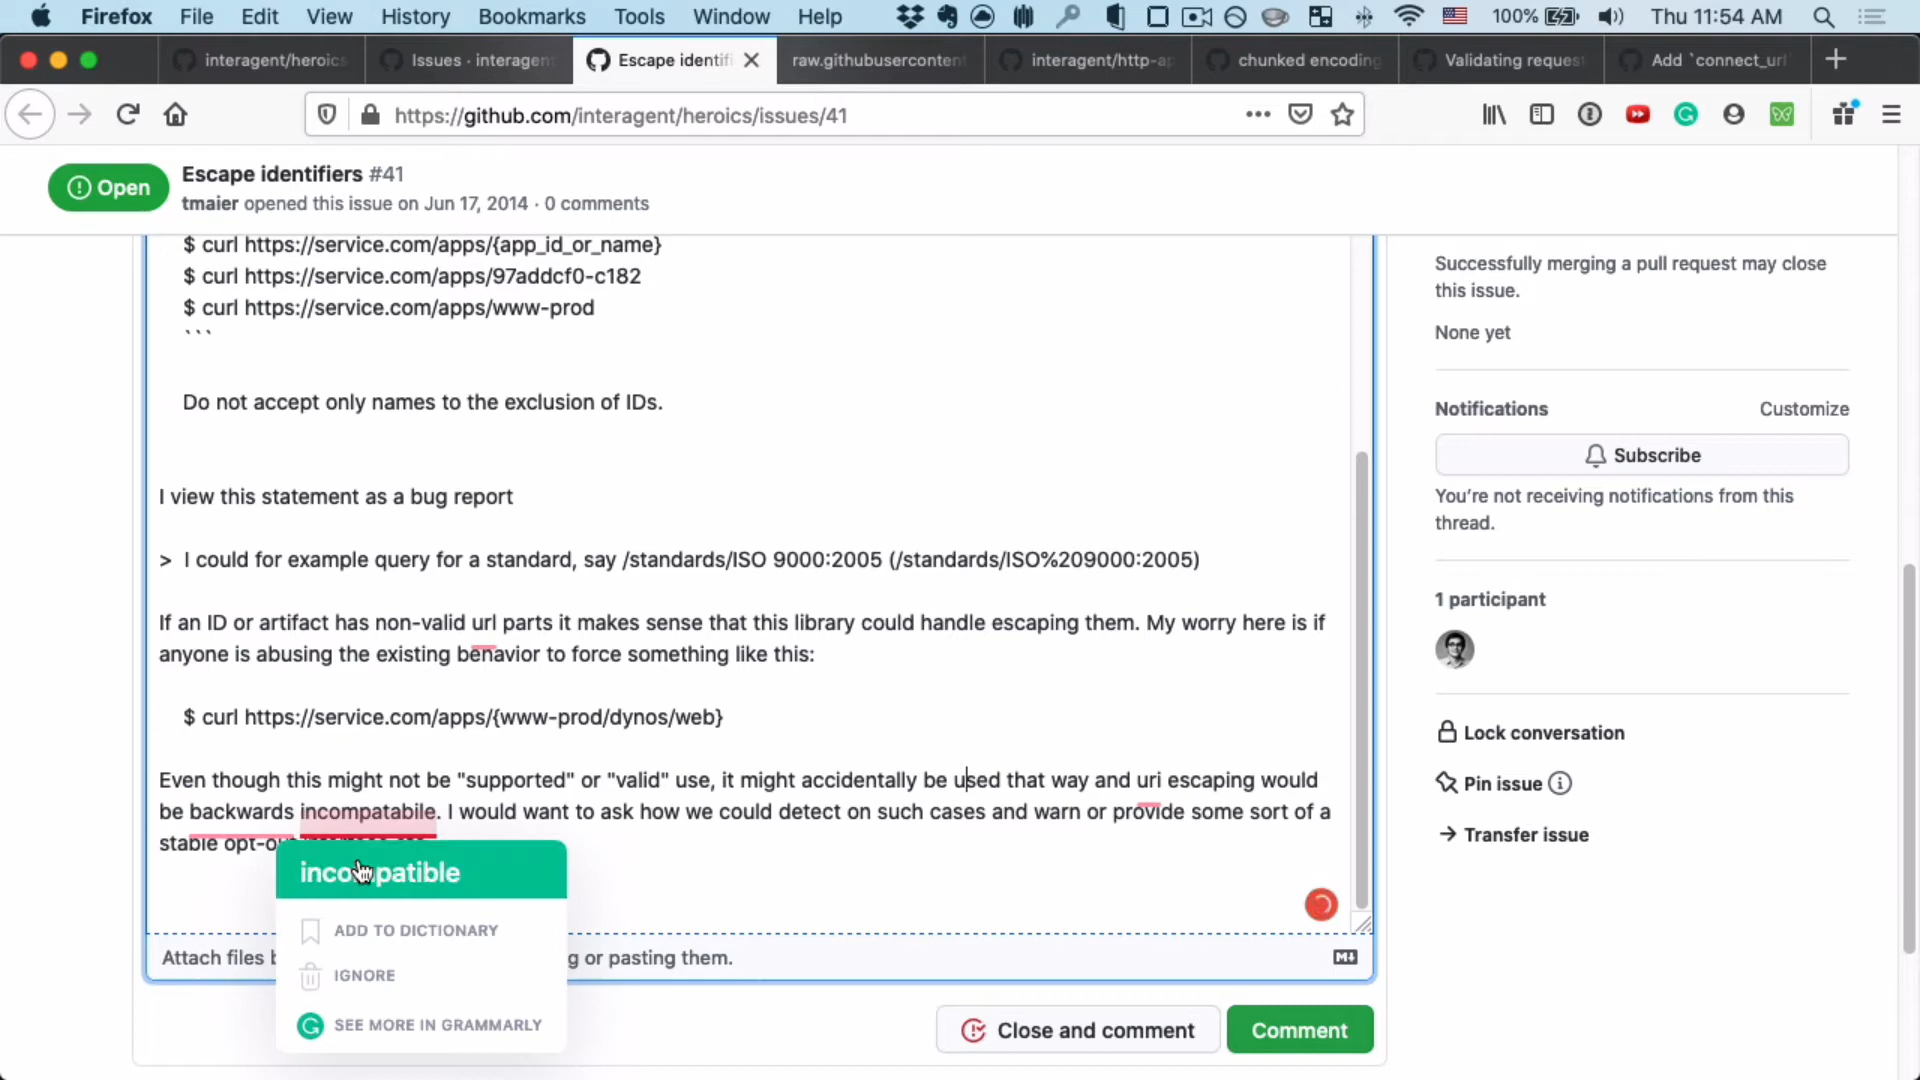 Firefox File Edit View History Bookmarks Tools Window Help 100% Thu 11:54 AM
interagent/heroics
Issues · interagent
Escape identifi
raw.githubusercontent
interagent/http-ap
chunked encoding
Validating request
Add `connect_url`
https://github.com/interagent/heroics/issues/41
Open
Escape identifiers #41
tmaier opened this issue on Jun 17, 2014 · 0 comments
$ curl https://service.com/apps/{app_id_or_name}
$ curl https://service.com/apps/97addcf0-c182
$ curl https://service.com/apps/www-prod
```
Do not accept only names to the exclusion of IDs.
I view this statement as a bug report
> I could for example query for a standard, say /standards/ISO 9000:2005 (/standards/ISO%209000:2005)
If an ID or artifact has non-valid url parts it makes sense that this library could handle escaping them. My worry here is if
anyone is abusing the existing behavior to force something like this:
$ curl https://service.com/apps/{www-prod/dynos/web}
Even though this might not be "supported" or "valid" use, it might accidentally be used that way and uri escaping would
be backwards incompatabile. I would want to ask how we could detect on such cases and warn or provide some sort of a
stable
incompatible
ADD TO DICTIONARY
IGNORE
SEE MORE IN GRAMMARLY
Attach files
g or pasting them.
Close and comment
Comment
Successfully merging a pull request may close
this issue.
None yet
Notifications
Customize
Subscribe
You're not receiving notifications from this
thread.
1 participant
Lock conversation
Pin issue
Transfer issue